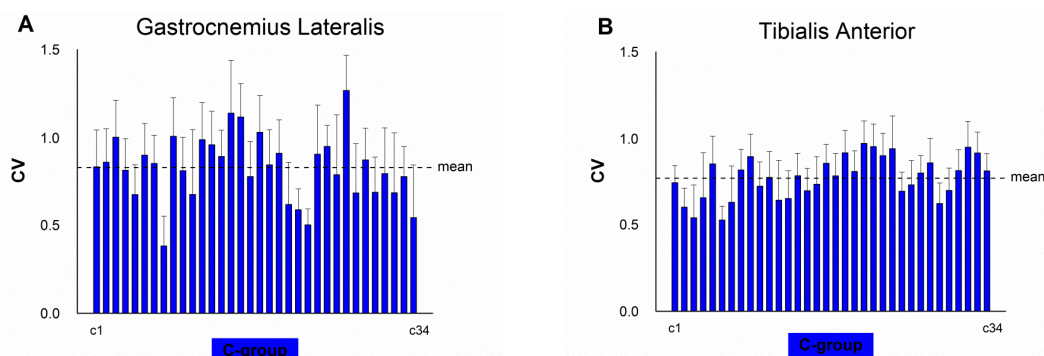 A
Gastrocnemius Lateralis
1.5
1.0
0.5
0.0
CV
mean
c1
c34
C-group
B
Tibialis Anterior
1.5
1.0
0.5
0.0
CV
mean
c1
c34
C-group